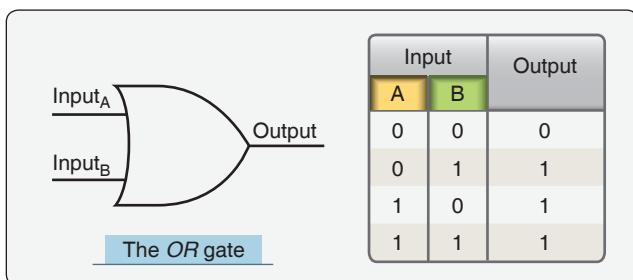 Input_A
Input_B
Output
The OR gate
Input Output
A B
0 0 0
0 1 1
1 0 1
1 1 1